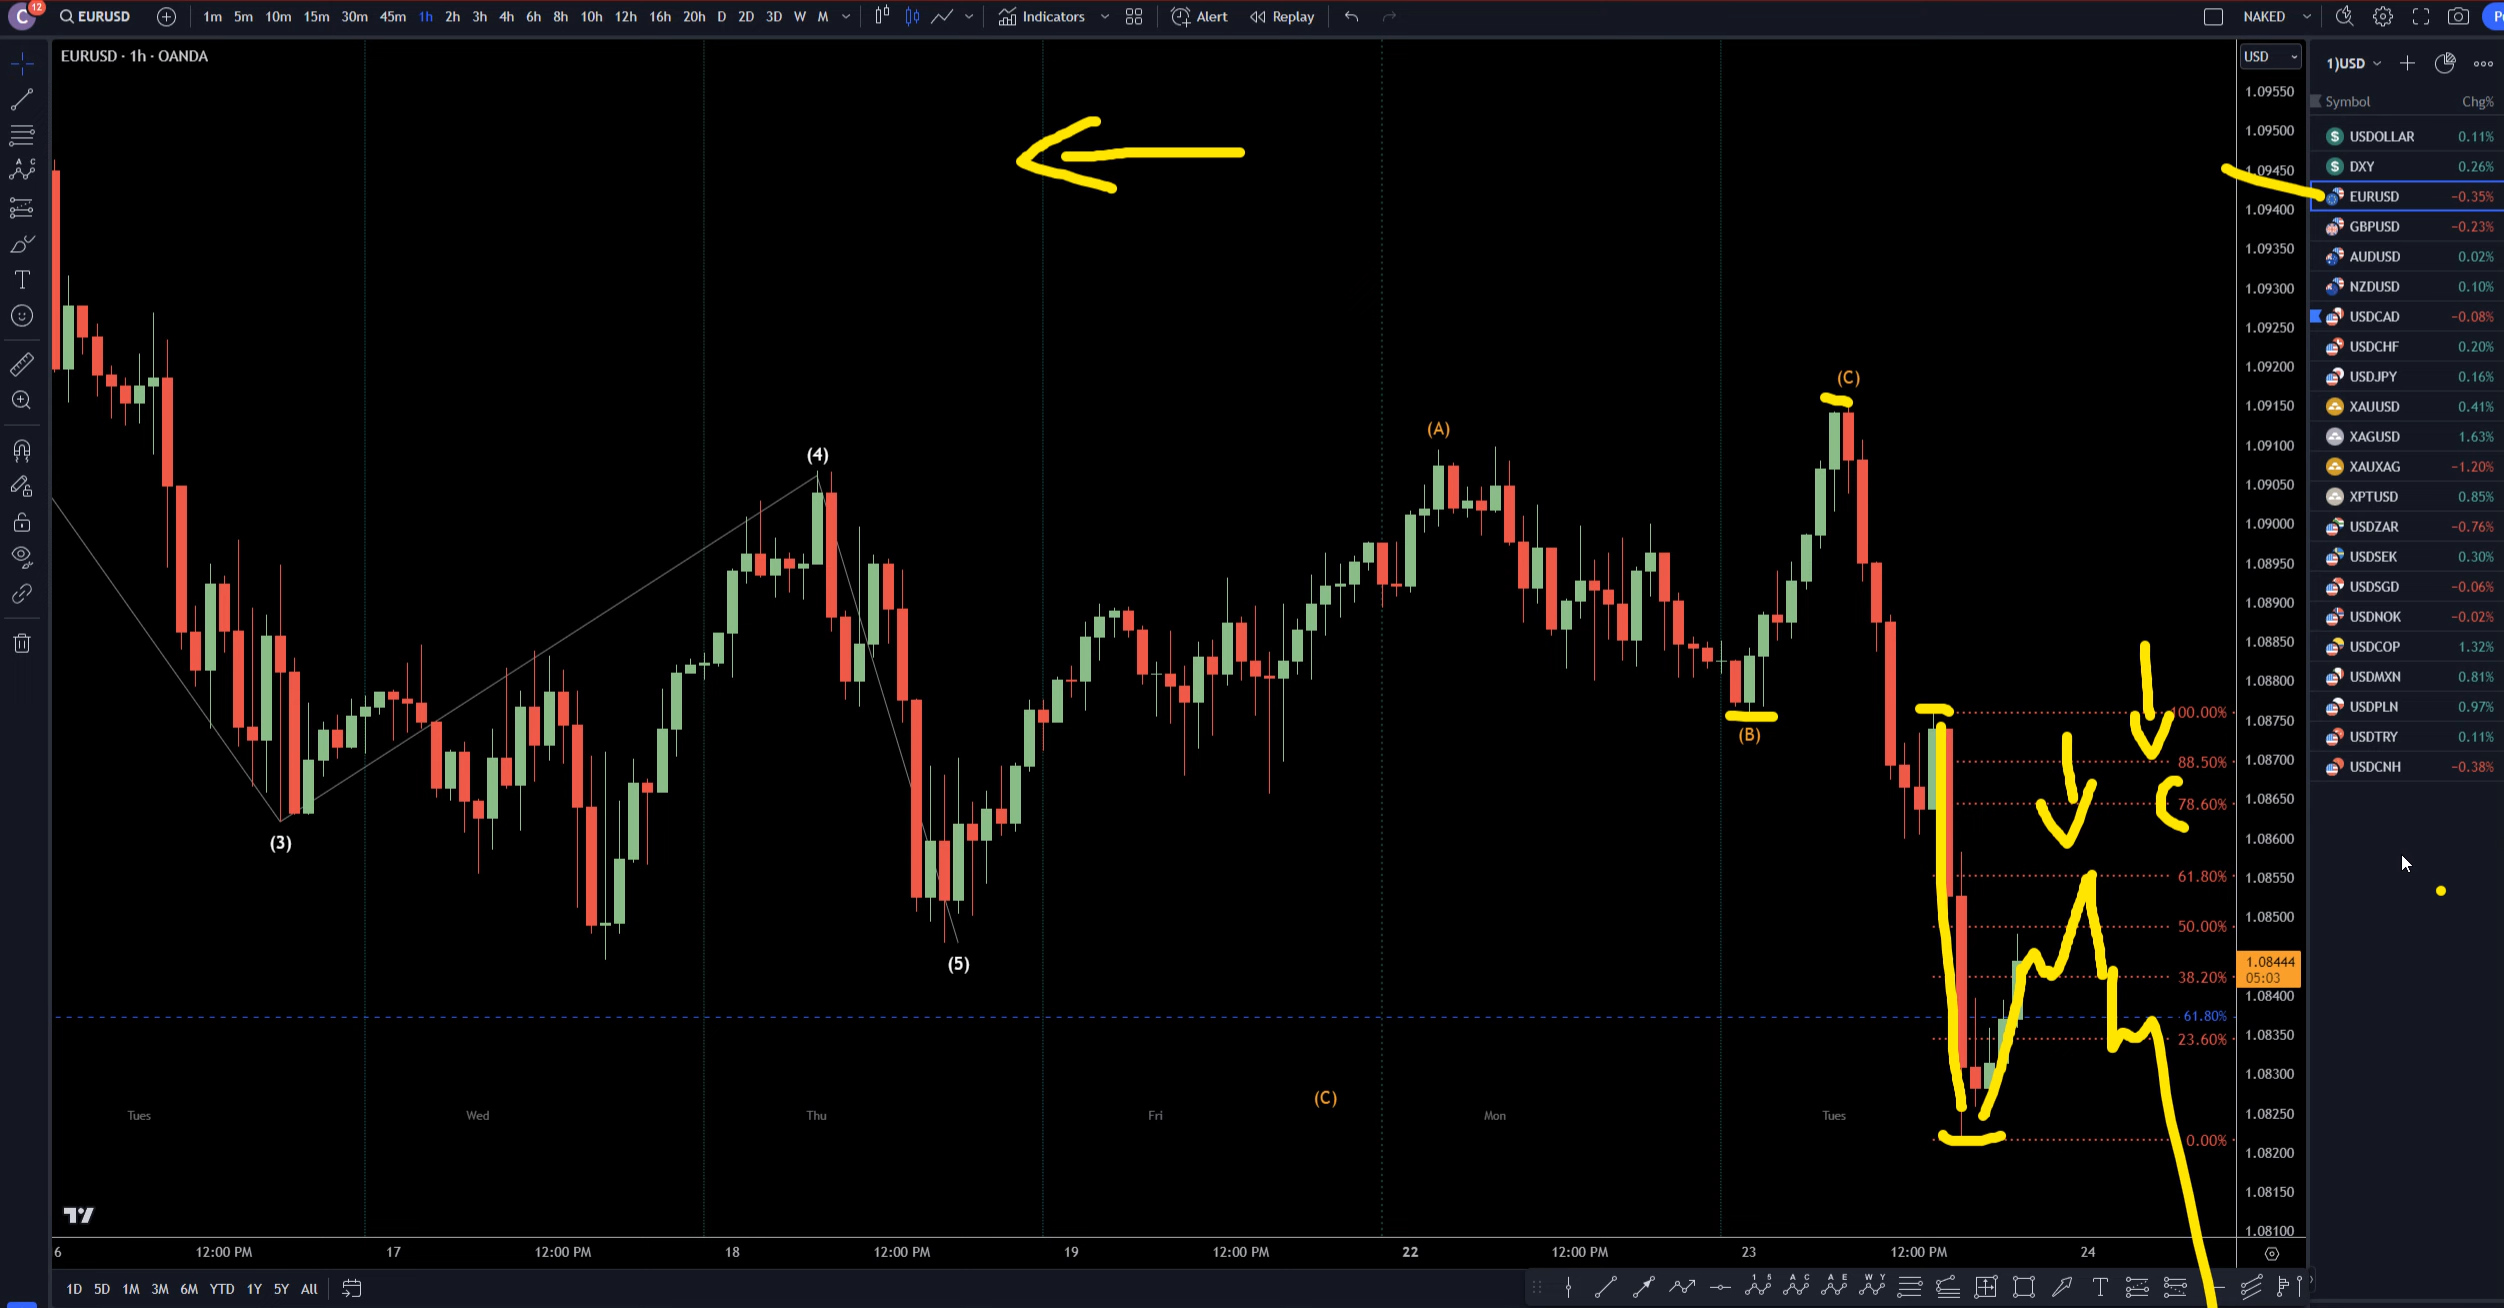 C 12 EURUSD 1m 5m 10m 15m 30m 45m 1h 2h 3h 4h 6h 8h 10h 12h 16h 20h D 2D 3D W M Indicators Alert Replay NAKED
EURUSD · 1h · OANDA
USD
1)USD
Symbol Chg%
USDOLLAR 0.11%
DXY 0.26%
EURUSD −0.35%
GBPUSD −0.23%
AUDUSD 0.02%
NZDUSD 0.10%
USDCAD −0.08%
USDCHF 0.20%
USDJPY 0.16%
XAUUSD 0.41%
XAGUSD 1.63%
XAUXAG −1.20%
XPTUSD 0.85%
USDZAR −0.76%
USDSEK 0.30%
USDSGD −0.06%
USDNOK −0.02%
USDCOP 1.32%
USDMXN 0.81%
USDPLN 0.97%
USDTRY 0.11%
USDCNH −0.38%
1.09550
1.09500
1.09450
1.09400
1.09350
1.09300
1.09250
1.09200
1.09150
1.09100
1.09050
1.09000
1.08950
1.08900
1.08850
1.08800
1.08750
1.08700
1.08650
1.08600
1.08550
1.08500
1.08444
05:03
1.08400
1.08350
1.08300
1.08250
1.08200
1.08150
1.08100
(C)
(A)
(4)
(B)
(3)
(5)
(C)
100.00%
88.50%
78.60%
61.80%
50.00%
38.20%
61.80%
23.60%
0.00%
Tues Wed Thu Fri Mon Tues
6 12:00 PM 17 12:00 PM 18 12:00 PM 19 12:00 PM 22 12:00 PM 23 12:00 PM 24
1D 5D 1M 3M 6M YTD 1Y 5Y All